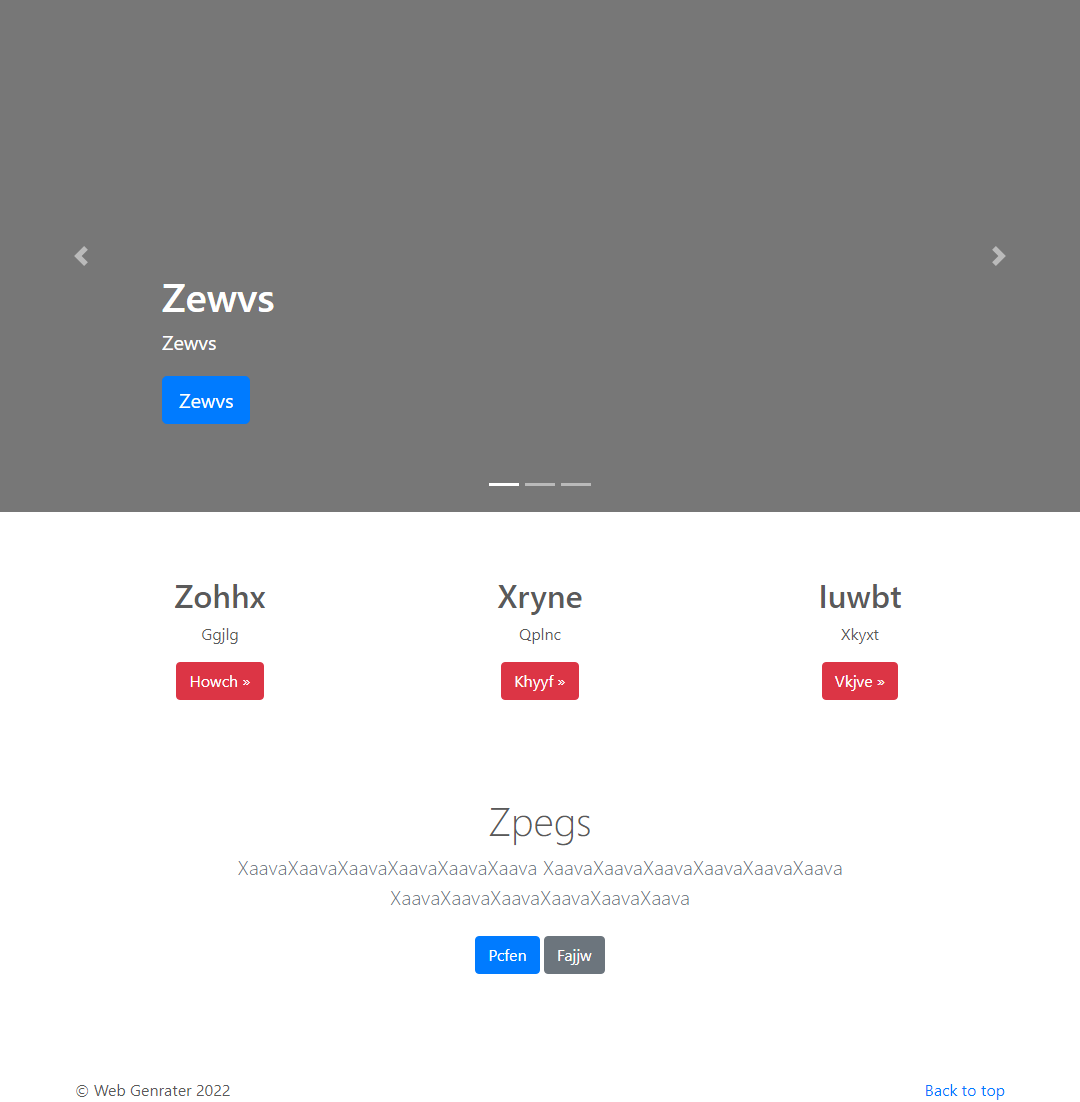 Zewvs
Zewvs
Zewvs
Zohhx
Xryne
Iuwbt
Ggjlg
Qplnc
Xkyxt
Howch »
Khyyf »
Vkjve »
Zpegs
XaavaXaavaXaavaXaavaXaavaXaava XaavaXaavaXaavaXaavaXaavaXaava
XaavaXaavaXaavaXaavaXaavaXaava
Pcfen Fajjw
© Web Genrater 2022
Back to top